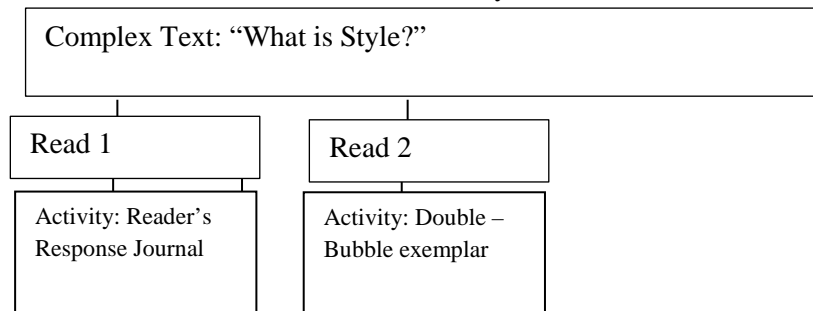 Complex Text: “What is Style?”
Read 1
Read 2
Activity: Reader’s
Response Journal
Activity: Double –
Bubble exemplar